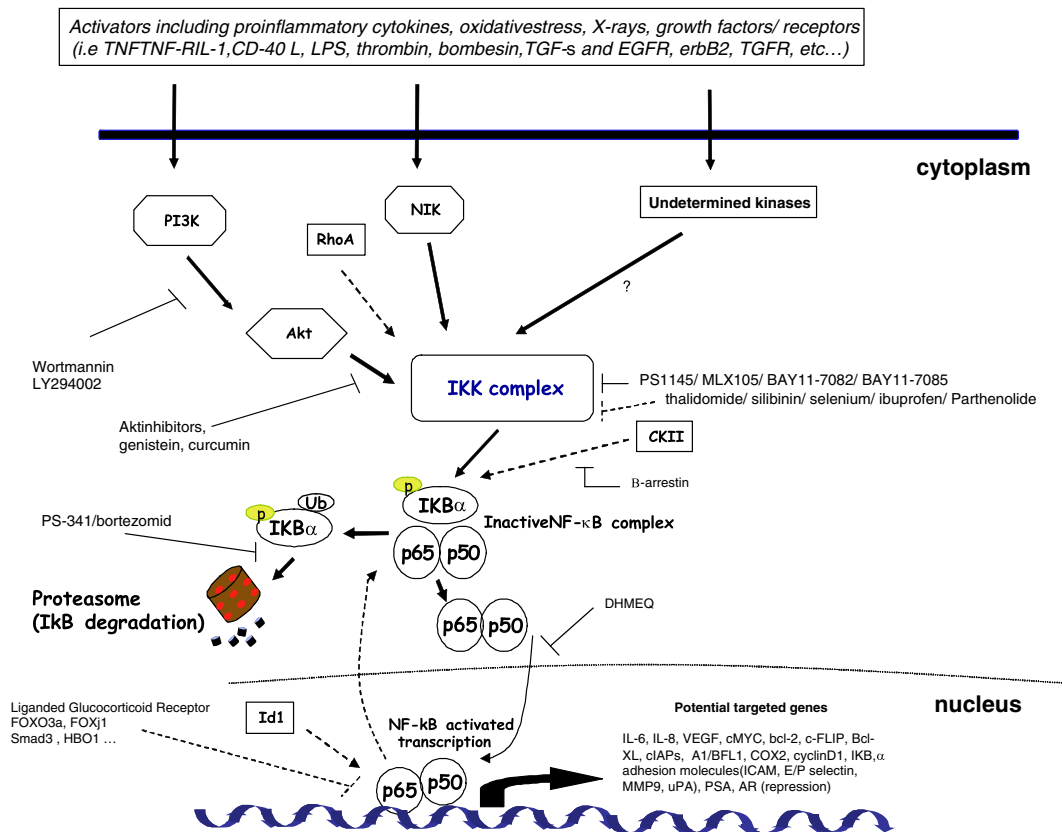 Activators including proinflammatory cytokines, oxidativestress, X-rays, growth factors/ receptors
(i.e TNFTNF-RIL-1,CD-40 L, LPS, thrombin, bombesin,TGF-s and EGFR, erbB2, TGFR, etc…)
cytoplasm
PI3K
NIK
Undetermined kinases
RhoA
?
Akt
Wortmannin
LY294002
IKK complex
PS1145/ MLX105/ BAY11-7082/ BAY11-7085
thalidomide/ silibinin/ selenium/ ibuprofen/ Parthenolide
Aktinhibitors,
genistein, curcumin
CKII
p
IKBα
B-arrestin
p
Ub
IKBα
InactiveNF-κB complex
PS-341/bortezomid
p65
p50
Proteasome
(IkB degradation)
p65
p50
DHMEQ
nucleus
Liganded Glucocorticoid Receptor
FOXO3a, FOXj1
Smad3 , HBO1 …
Id1
NF-kB activated
transcription
Potential targeted genes
IL-6, IL-8, VEGF, cMYC, bcl-2, c-FLIP, Bcl-
XL, cIAPs, A1/BFL1, COX2, cyclinD1, IKB,α
adhesion molecules(ICAM, E/P selectin,
MMP9, uPA), PSA, AR (repression)
p65
p50